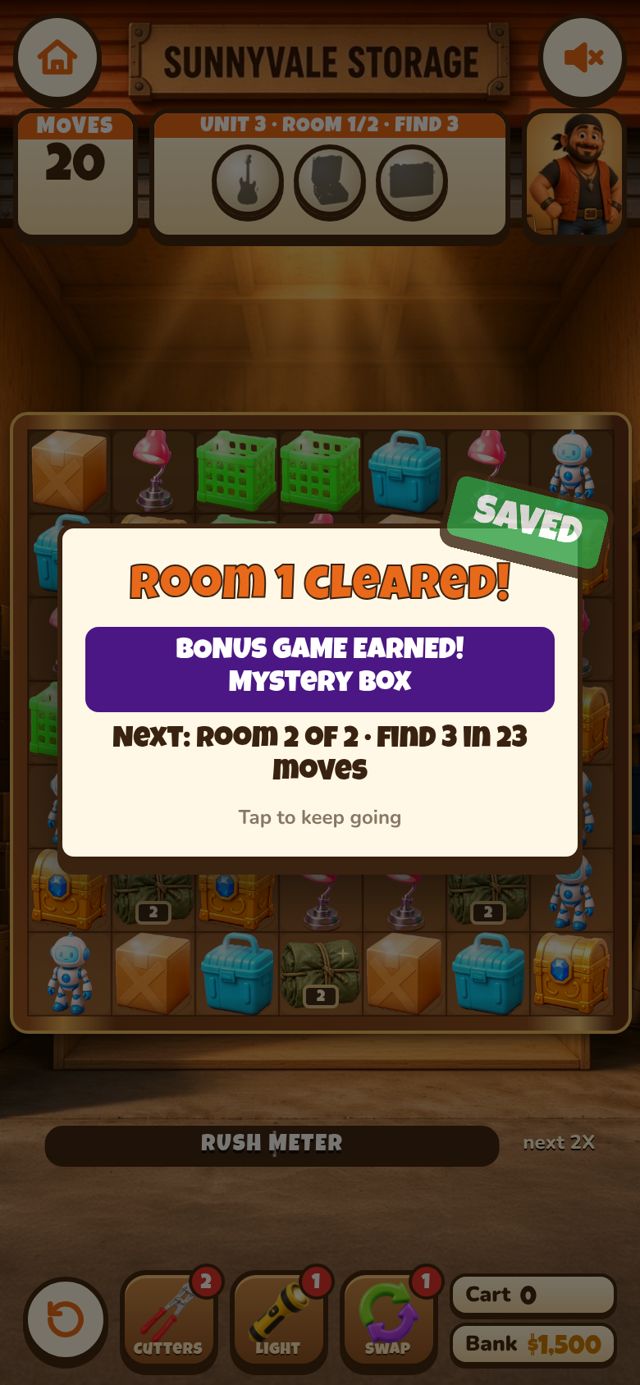 SUNNYVALE STORAGE
MOVES
20
UNIT 3 · ROOM 1/2 · FIND 3
SAVED
ROOM 1 CLEARED!
BONUS GAME EARNED!
MYSTERY BOX
Next: Room 2 of 2 · Find 3 in 23
moves
Tap to keep going
2
2
2
RUSH METER
next 2X
2
1
1
CUTTERS
LIGHT
SWAP
Cart 0
Bank $1,500